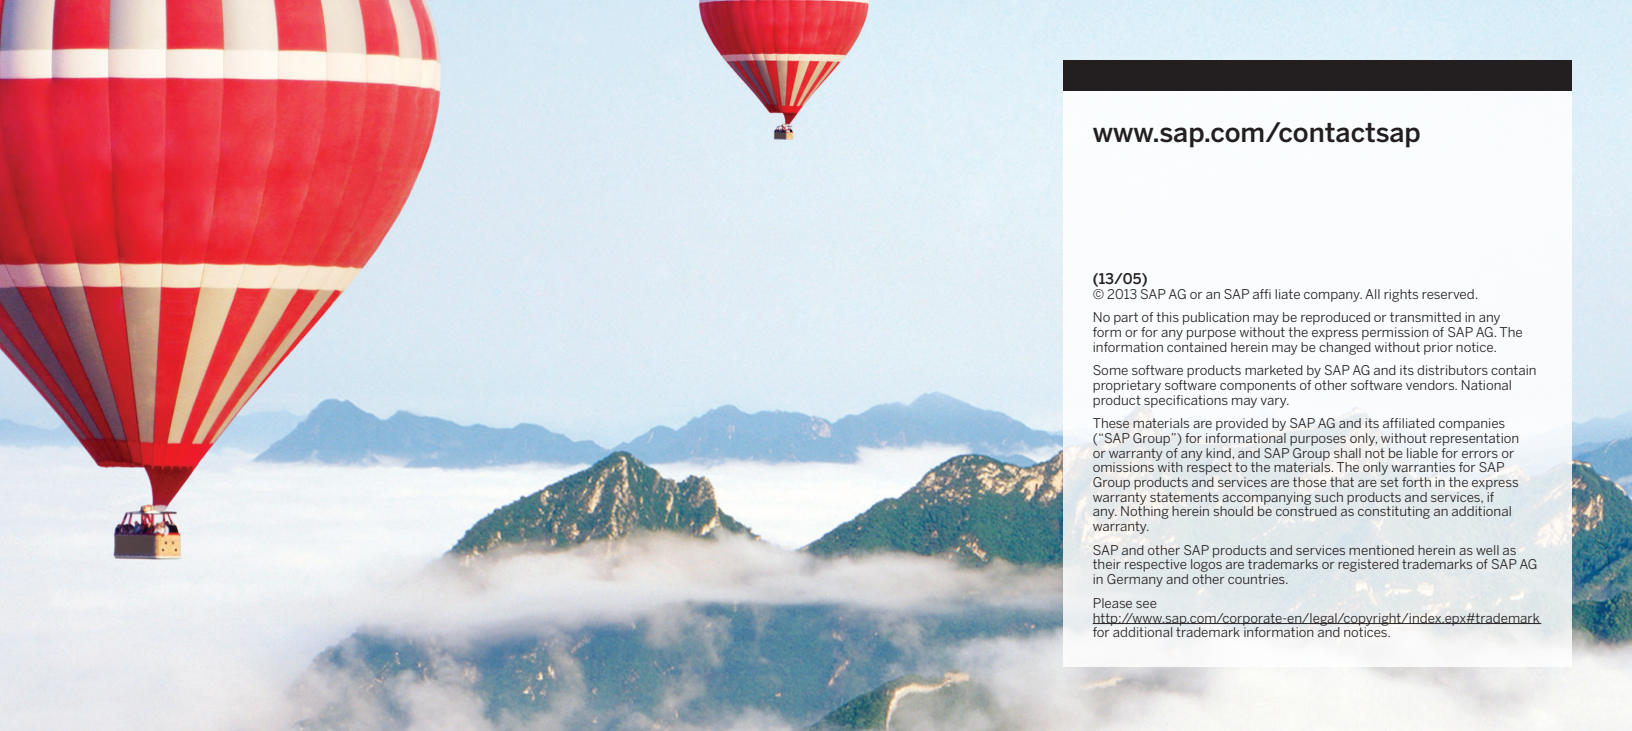 www.sap.com/contactsap
(13/05)
© 2013 SAP AG or an SAP affi liate company. All rights reserved.
No part of this publication may be reproduced or transmitted in any
form or for any purpose without the express permission of SAP AG. The
information contained herein may be changed without prior notice.
Some software products marketed by SAP AG and its distributors contain
proprietary software components of other software vendors. National
product specifications may vary.
These materials are provided by SAP AG and its affiliated companies
(“SAP Group”) for informational purposes only, without representation
or warranty of any kind, and SAP Group shall not be liable for errors or
omissions with respect to the materials. The only warranties for SAP
Group products and services are those that are set forth in the express
warranty statements accompanying such products and services, if
any. Nothing herein should be construed as constituting an additional
warranty.
SAP and other SAP products and services mentioned herein as well as
their respective logos are trademarks or registered trademarks of SAP AG
in Germany and other countries.
Please see
http://www.sap.com/corporate-en/legal/copyright/index.epx#trademark
for additional trademark information and notices.